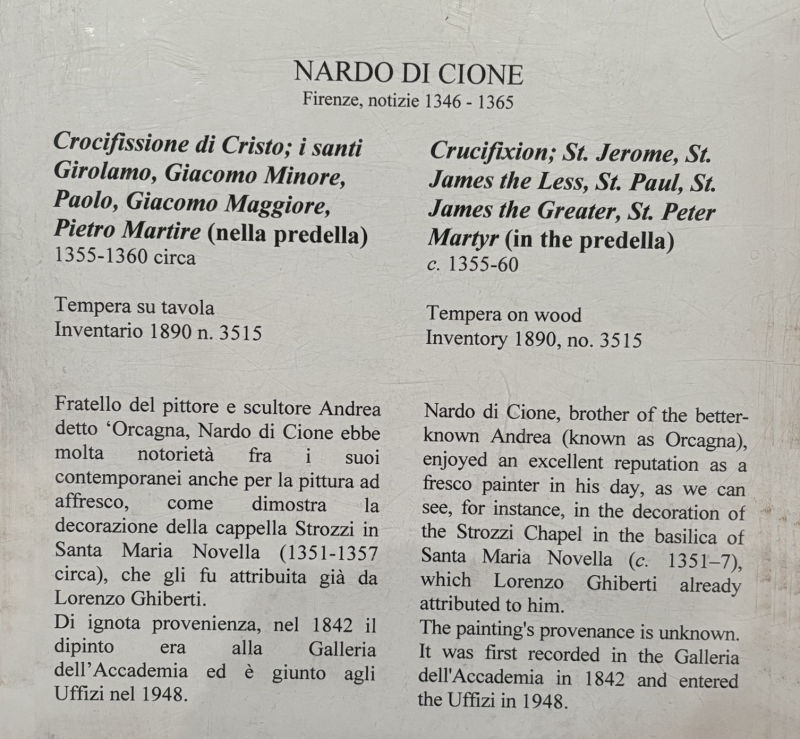 NARDO DI CIONE
Firenze, notizie 1346 - 1365
Crocifissione di Cristo; i santi
Girolamo, Giacomo Minore,
Paolo, Giacomo Maggiore,
Pietro Martire (nella predella)
1355-1360 circa
Tempera su tavola
Inventario 1890 n. 3515
Fratello del pittore e scultore Andrea
detto ‘Orcagna, Nardo di Cione ebbe
molta notorietà fra i suoi
contemporanei anche per la pittura ad
affresco, come dimostra la
decorazione della cappella Strozzi in
Santa Maria Novella (1351-1357
circa), che gli fu attribuita già da
Lorenzo Ghiberti.
Di ignota provenienza, nel 1842 il
dipinto era alla Galleria
dell’Accademia ed è giunto agli
Uffizi nel 1948.
Crucifixion; St. Jerome, St.
James the Less, St. Paul, St.
James the Greater, St. Peter
Martyr (in the predella)
c. 1355-60
Tempera on wood
Inventory 1890, no. 3515
Nardo di Cione, brother of the better-
known Andrea (known as Orcagna),
enjoyed an excellent reputation as a
fresco painter in his day, as we can
see, for instance, in the decoration of
the Strozzi Chapel in the basilica of
Santa Maria Novella (c. 1351–7),
which Lorenzo Ghiberti already
attributed to him.
The painting's provenance is unknown.
It was first recorded in the Galleria
dell'Accademia in 1842 and entered
the Uffizi in 1948.